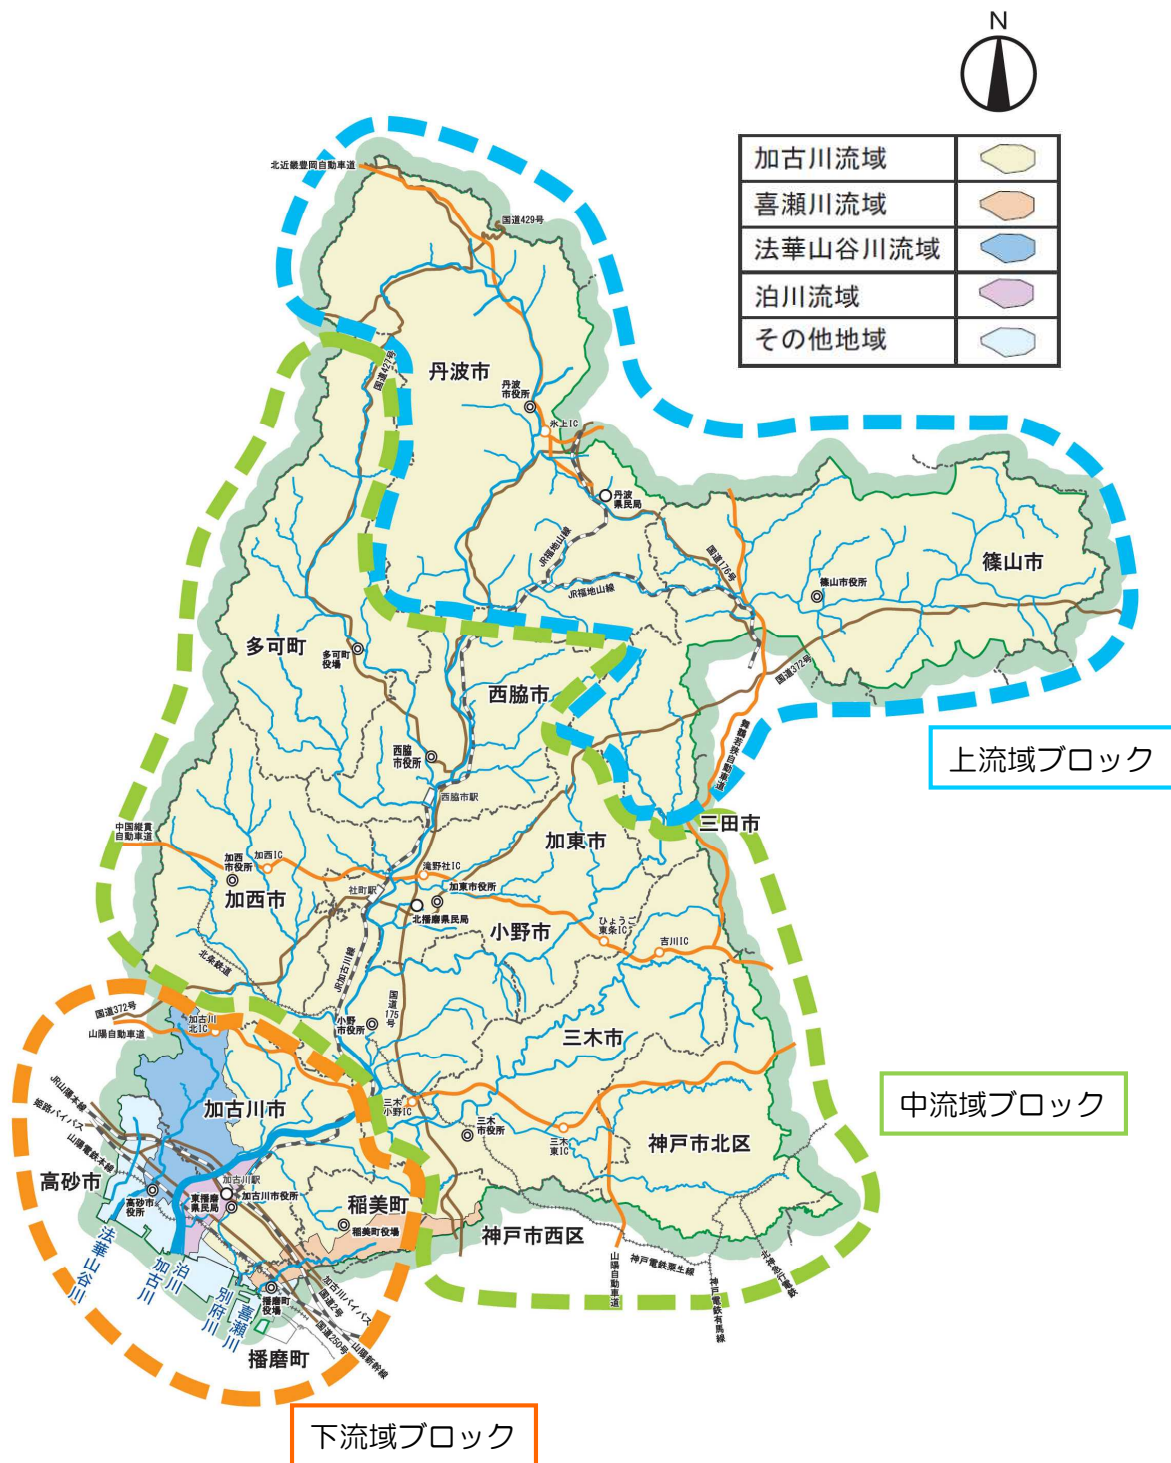 N
加古川流域
喜瀬川流域
法華山谷川流域
泊川流域
その他地域
北近畿豊岡自動車道
国道429号
国道427号
丹波市
丹波
市役所
氷上IC
丹波
県民局
JR福地山線
JR福地山線
国道176号
篠山市
篠山市役所
国道372号
多可町
多可町
役場
西脇市
西脇
市役所
西脇市駅
舞鶴若狭自動車道
上流域ブロック
三田市
中国縦貫
自動車道
加西
市役所
加西IC
加西市
滝野社IC
社町駅
加東市役所
北播磨県民局
加東市
小野市
ひょうご
東条IC
吉川IC
北条鉄道
JR加古川線
国道175号
小野
市役所
三木市
国道372号
山陽自動車道
加古川
北IC
加古川市
三木
小野IC
三木
市役所
三木
東IC
神戸市北区
中流域ブロック
JR山陽本線
姫路バイパス
山陽電鉄本線
高砂市
高砂市
役所
加古川駅
東播磨
県民局
加古川市役所
稲美町
稲美町役場
神戸市西区
神戸電鉄粟生線
山陽自動車道
神戸電鉄有馬線
北神急行電鉄
法華山谷川
加古川
泊川
別府川
喜瀬川
播磨町
役場
加古川バイパス
国道2号
国道250号
山陽新幹線
播磨町
下流域ブロック